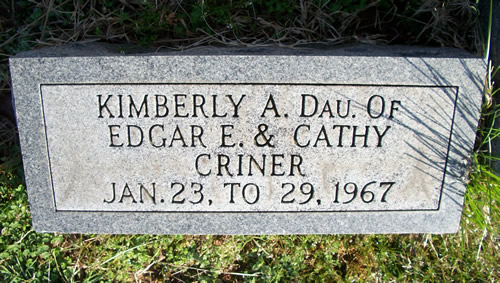 KIMBERLY A. DAU. OF
EDGAR E. & CATHY
CRINER
JAN. 23, TO 29, 1967